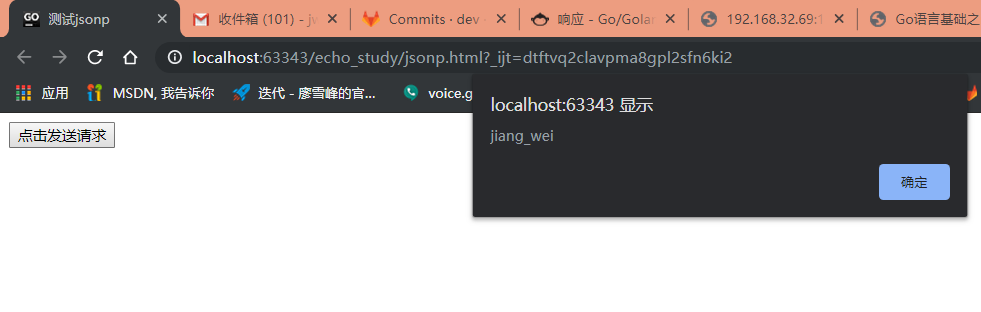 GO 测试jsonp
收件箱 (101) - jw
Commits · dev ·
响应 - Go/Golan
192.168.32.69:1
Go语言基础之
localhost:63343/echo_study/jsonp.html?_ijt=dtftvq2clavpma8gpl2sfn6ki2
应用
MSDN, 我告诉你
迭代 - 廖雪峰的官...
voice.g
localhost:63343 显示
jiang_wei
确定
点击发送请求